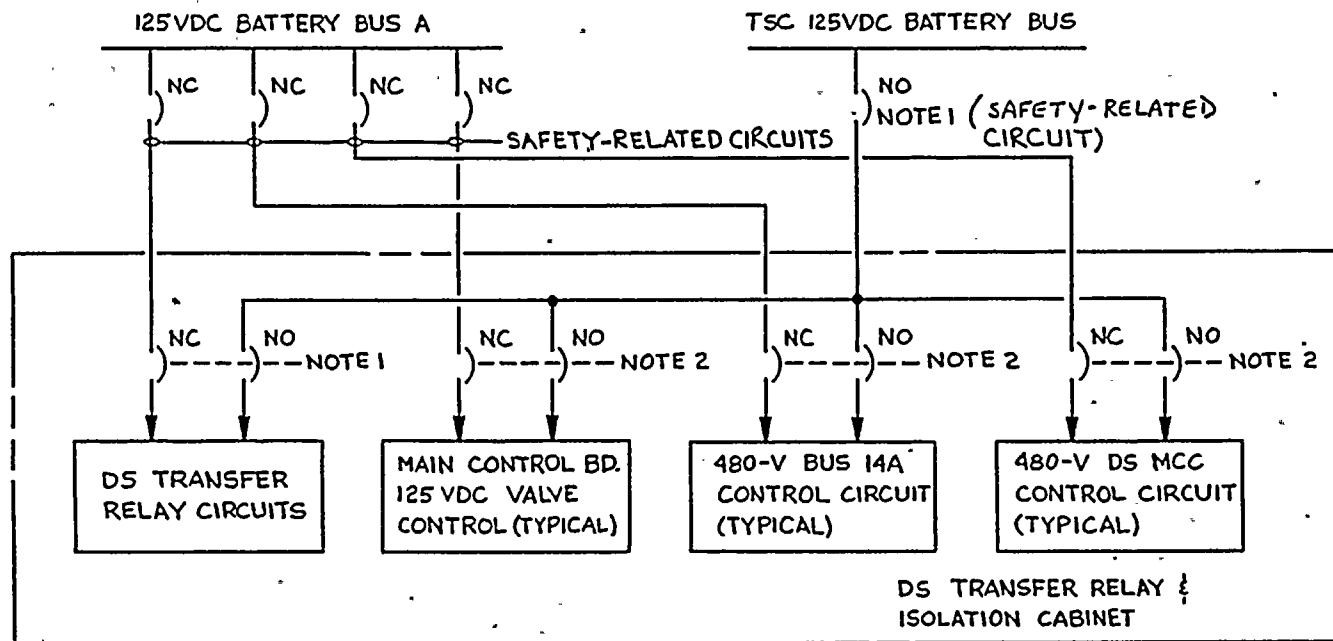 125VDC BATTERY BUS A
TSC 125VDC BATTERY BUS
NC
NC
NC
NC
NO
NOTE 1 (SAFETY-RELATED
CIRCUIT)
SAFETY-RELATED CIRCUITS
NC
NO
NOTE 1
NC
NO
NOTE 2
NC
NO
NOTE 2
NC
NO
NOTE 2
DS TRANSFER
RELAY CIRCUITS
MAIN CONTROL BD.
125 VDC VALVE
CONTROL (TYPICAL)
480-V BUS 14A
CONTROL CIRCUIT
(TYPICAL)
480-V DS MCC
CONTROL CIRCUIT
(TYPICAL)
DS TRANSFER RELAY &
ISOLATION CABINET